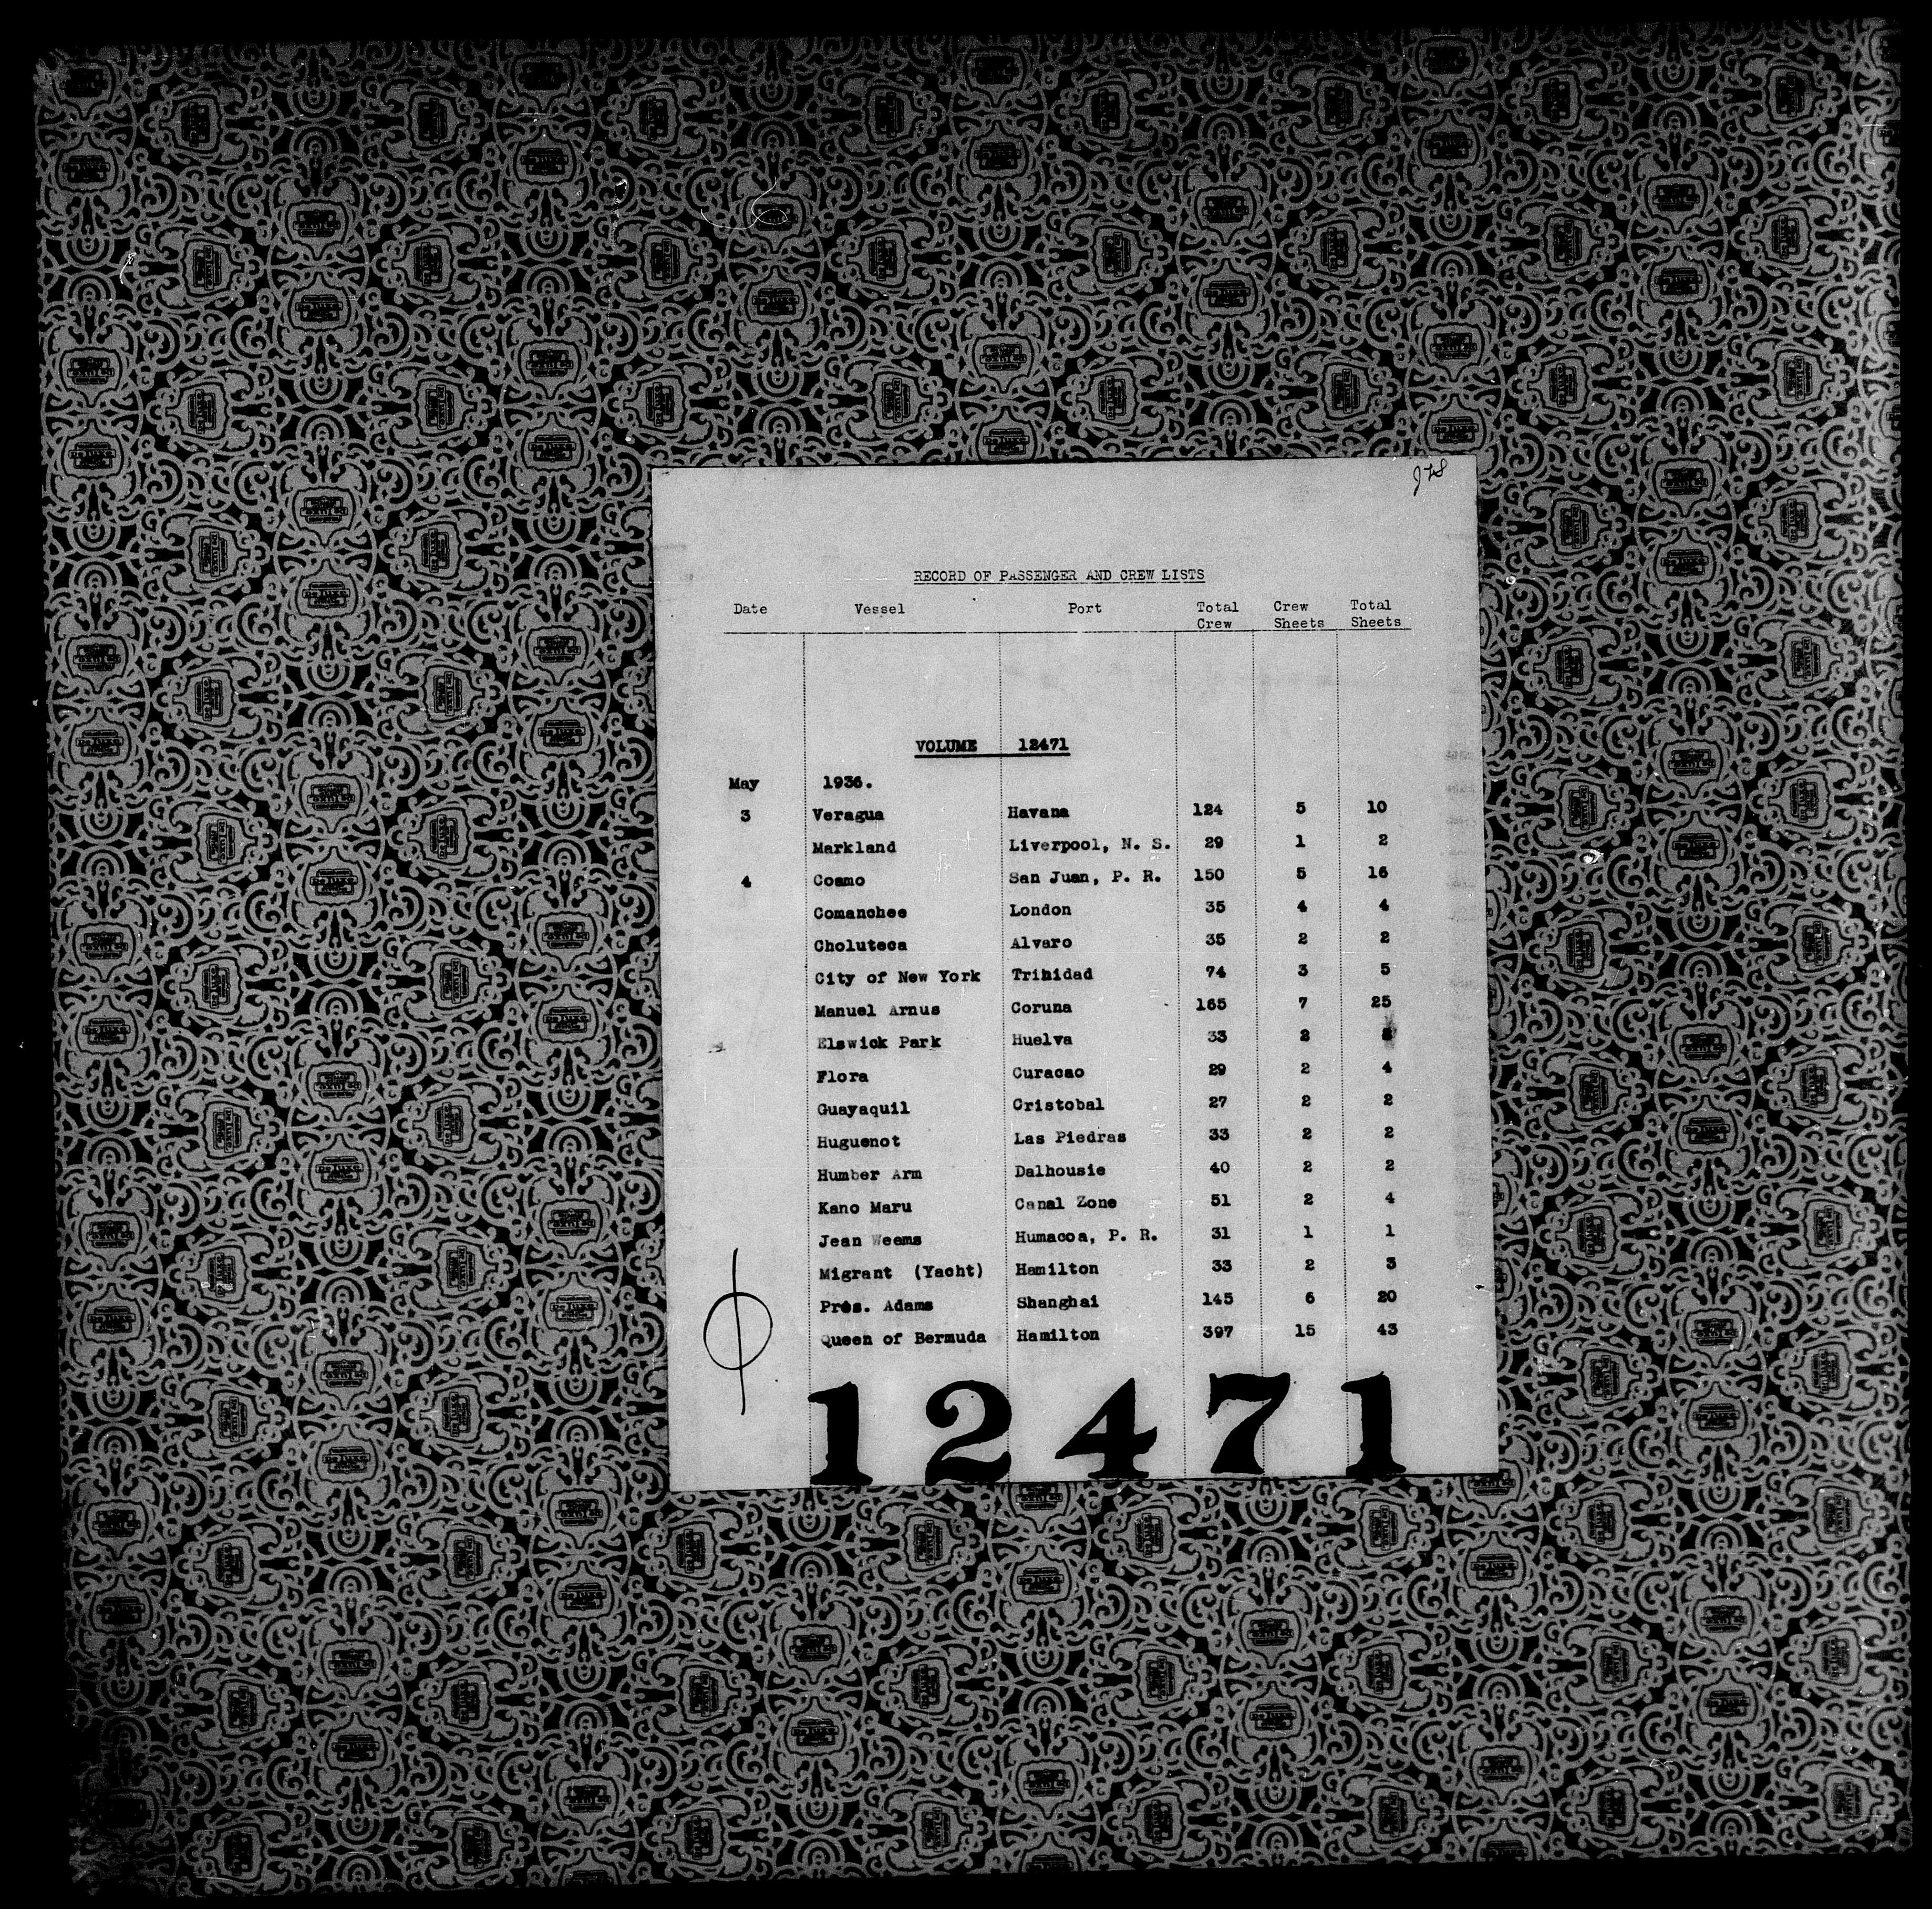 J L S
RECORD OF PASSENGER AND CREW LISTS
Date Vessel Port Total Crew Crew Sheets Total Sheets
VOLUME 12471
May 1936.
3 Veragua Havana 124 5 10
Markland Liverpool, N. S. 29 1 2
4 Coamo San Juan, P. R. 150 5 16
Comanchee London 35 4 4
Choluteca Alvaro 35 2 2
City of New York Trinidad 74 3 5
Manuel Arnus Coruna 165 7 25
Elswick Park Huelva 33 2
Flora Curacao 29 2 4
Guayaquil Cristobal 27 2 2
Huguenot Las Piedras 33 2 2
Humber Arm Dalhousie 40 2 2
Kano Maru Canal Zone 51 2 4
Jean Weems Humacoa, P. R. 31 1 1
Migrant (Yacht) Hamilton 33 2 3
Pres. Adams Shanghai 145 6 20
Queen of Bermuda Hamilton 397 15 43
12471